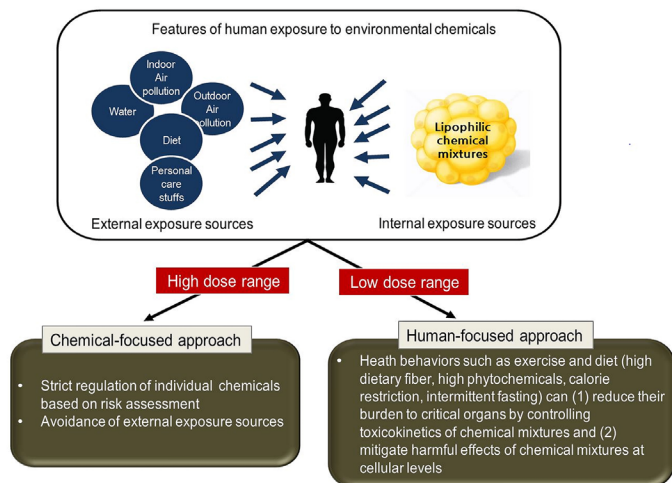 Features of human exposure to environmental chemicals
Indoor
Air
pollution
Water
Outdoor
Air
pollution
Diet
Personal
care
stuffs
Lipophilic
chemical
mixtures
External exposure sources
Internal exposure sources
High dose range
Low dose range
Chemical-focused approach
• Strict regulation of individual chemicals
based on risk assessment
• Avoidance of external exposure sources
Human-focused approach
• Heath behaviors such as exercise and diet (high
dietary fiber, high phytochemicals, calorie
restriction, intermittent fasting) can (1) reduce their
burden to critical organs by controlling
toxicokinetics of chemical mixtures and (2)
mitigate harmful effects of chemical mixtures at
cellular levels